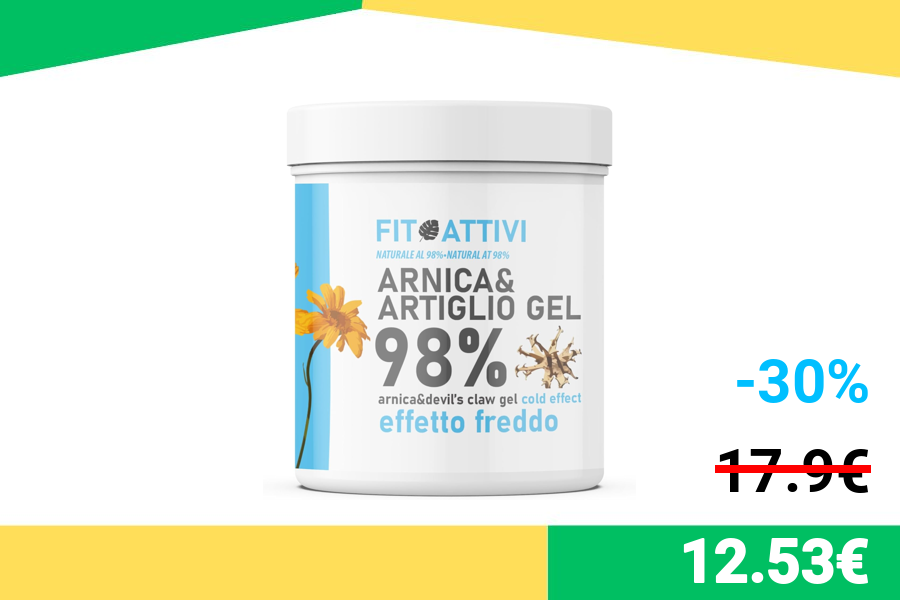 FIT ATTIVI
NATURALE AL 98%•NATURAL AT 98%
ARNICA&
ARTIGLIO GEL
98%
arnica&devil's claw gel cold effect
effetto freddo
-30%
17.9€
12.53€